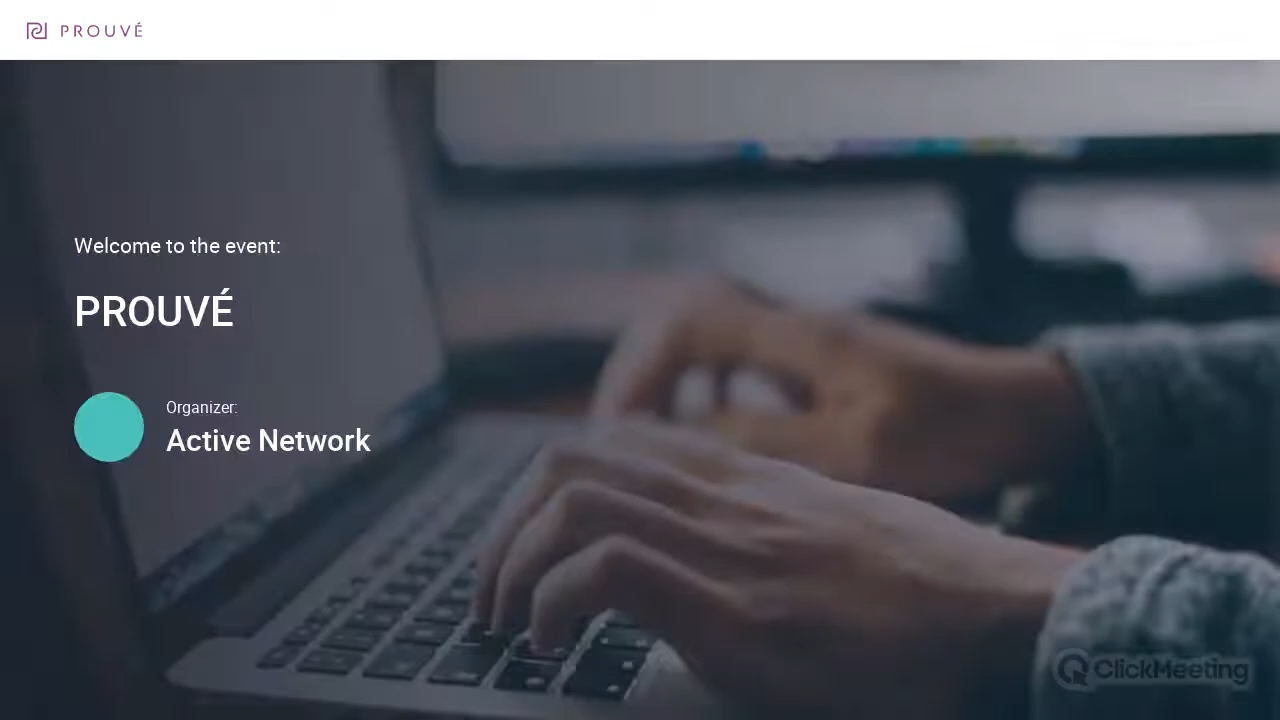 PROUVÉ
Welcome to the event:
PROUVÉ
Organizer:
Active Network
ClickMeeting